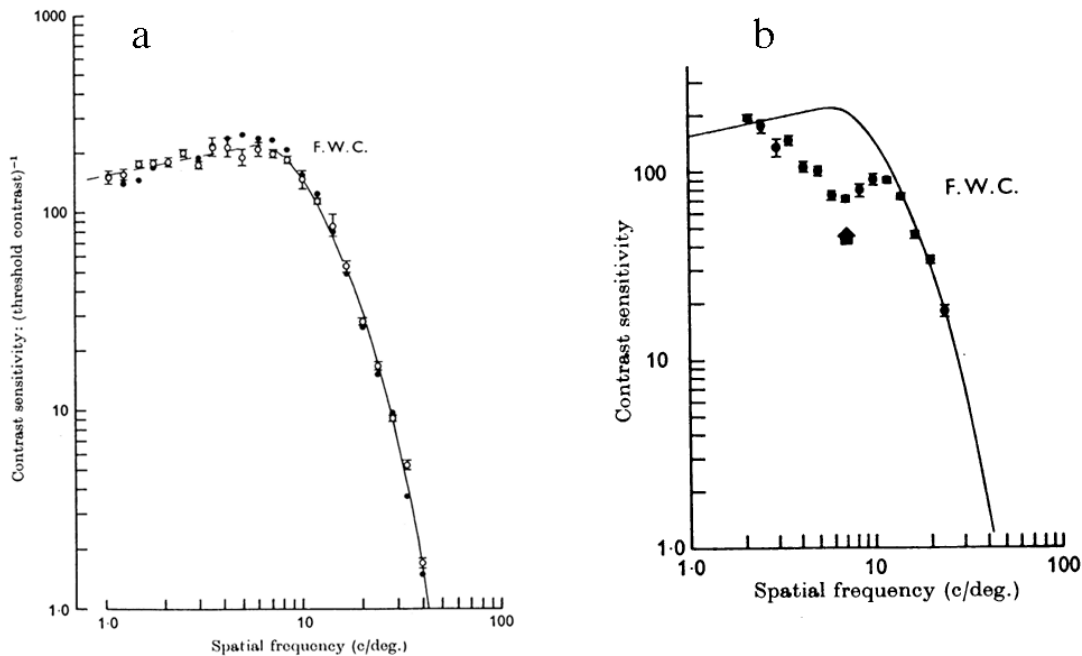 a
1000
100
10
1·0
Contrast sensitivity: (threshold contrast)⁻¹
F.W.C.
1·0
10
100
Spatial frequency (c/deg.)
b
100
10
1·0
Contrast sensitivity
F.W.C.
1·0
10
100
Spatial frequency (c/deg.)